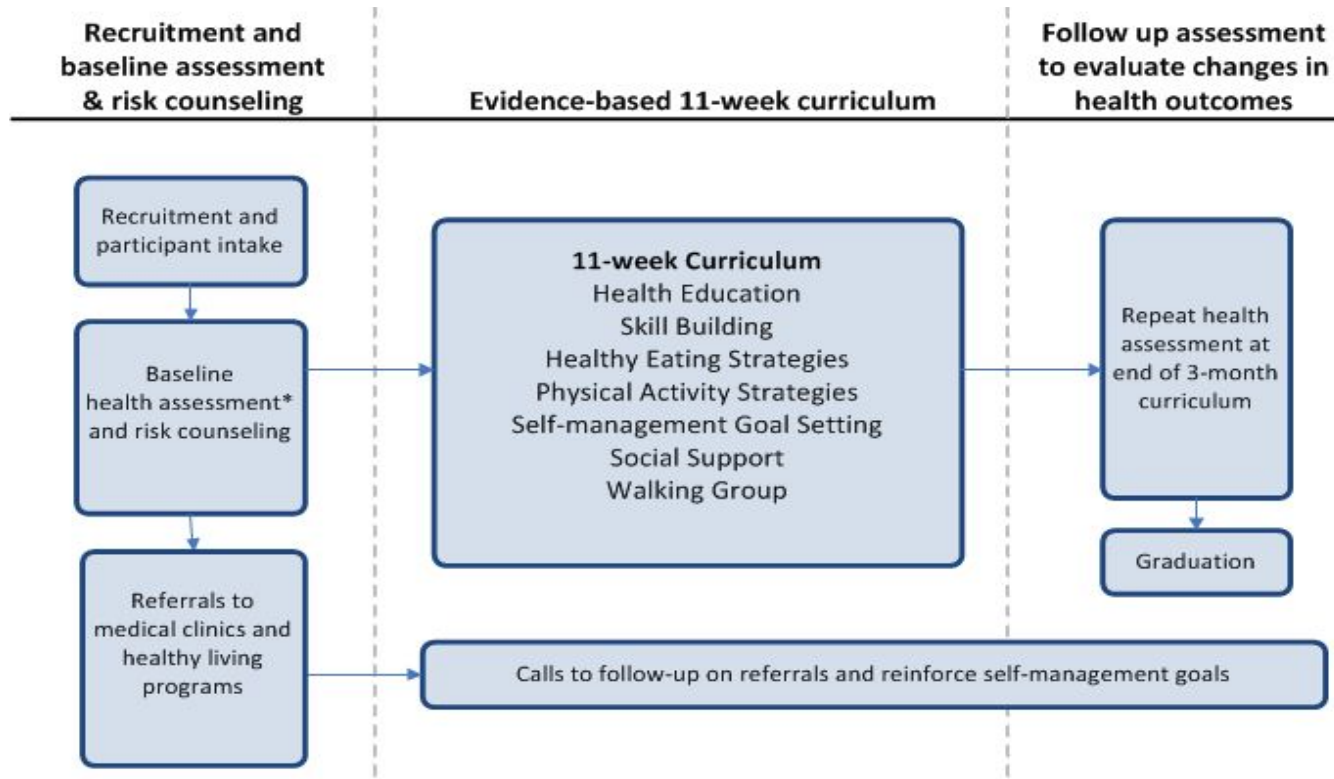 Recruitment and
baseline assessment
& risk counseling
Evidence-based 11-week curriculum
Follow up assessment
to evaluate changes in
health outcomes
Recruitment and
participant intake
Baseline
health assessment*
and risk counseling
Referrals to
medical clinics and
healthy living
programs
11-week Curriculum
Health Education
Skill Building
Healthy Eating Strategies
Physical Activity Strategies
Self-management Goal Setting
Social Support
Walking Group
Calls to follow-up on referrals and reinforce self-management goals
Repeat health
assessment at
end of 3-month
curriculum
Graduation